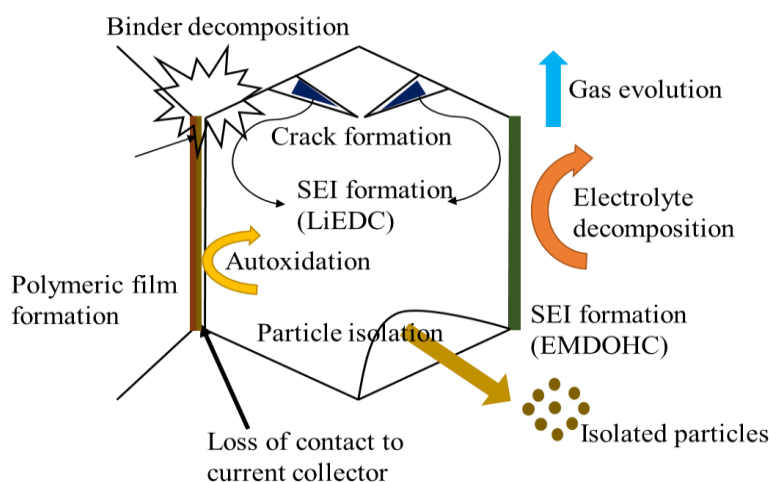 Binder decomposition
Gas evolution
Crack formation
SEI formation
(LiEDC)
Electrolyte
decomposition
Autoxidation
Polymeric film
formation
SEI formation
(EMDOHC)
Particle isolation
Isolated particles
Loss of contact to
current collector